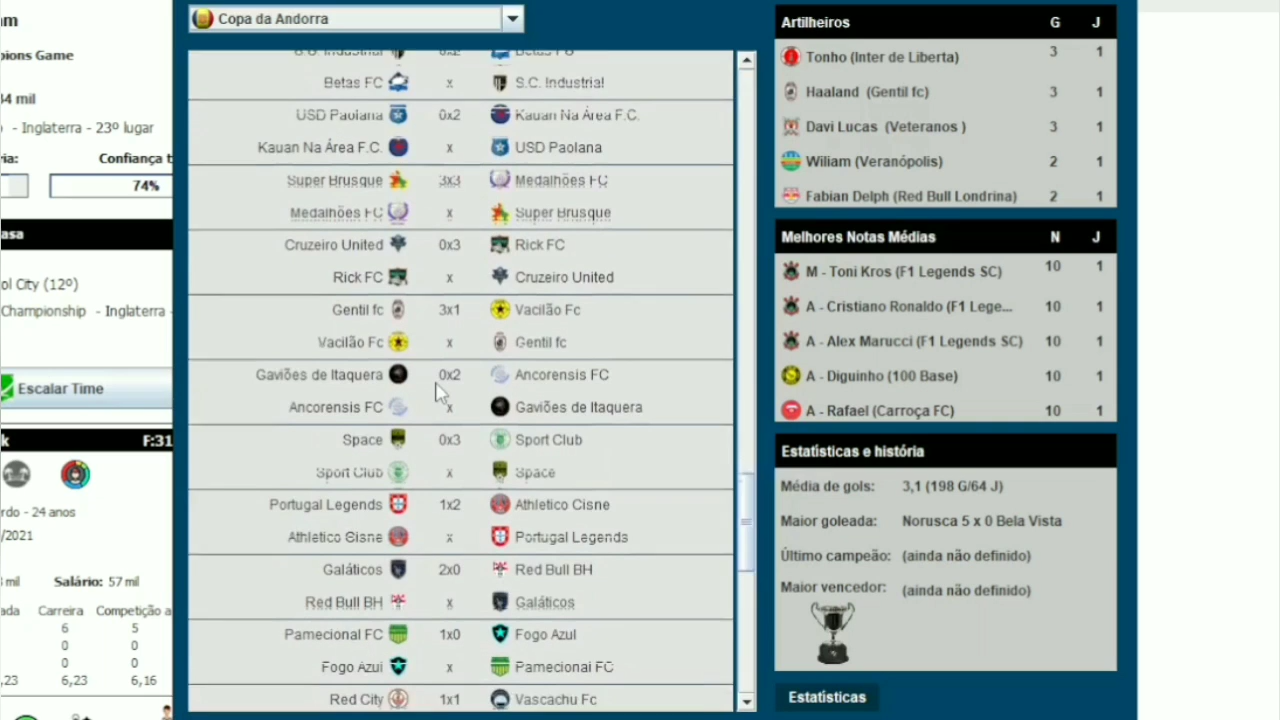 am
pions Game
34 mil
- Inglaterra - 23º lugar
ria: Confiança t
74%
asa
ol City (12º)
Championship - Inglaterra -
Escalar Time
k F:31
rdo - 24 anos
/2021
mil Salário: 57 mil
ada Carreira Competição a
6 5
0 0
0 0
,23 6,23 6,16
Copa da Andorra
S.C. Industrial 0x2 Betas FC
Betas FC x S.C. Industrial
USD Paolana 0x2 Kauan Na Área F.C.
Kauan Na Área F.C. x USD Paolana
Super Brusque 3x3 Medalhões FC
Medalhões FC x Super Brusque
Cruzeiro United 0x3 Rick FC
Rick FC x Cruzeiro United
Gentil fc 3x1 Vacilão Fc
Vacilão Fc x Gentil fc
Gaviões de Itaquera 0x2 Ancorensis FC
Ancorensis FC x Gaviões de Itaquera
Space 0x3 Sport Club
Sport Club x Space
Portugal Legends 1x2 Athletico Cisne
Athletico Cisne x Portugal Legends
Galáticos 2x0 Red Bull BH
Red Bull BH x Galáticos
Pamecional FC 1x0 Fogo Azul
Fogo Azul x Pamecional FC
Red City 1x1 Vascachu Fc
Artilheiros G J
Tonho (Inter de Liberta) 3 1
Haaland (Gentil fc) 3 1
Davi Lucas (Veteranos ) 3 1
Wiliam (Veranópolis) 2 1
Fabian Delph (Red Bull Londrina) 2 1
Melhores Notas Médias N J
M - Toni Kros (F1 Legends SC) 10 1
A - Cristiano Ronaldo (F1 Lege... 10 1
A - Alex Marucci (F1 Legends SC) 10 1
A - Diguinho (100 Base) 10 1
A - Rafael (Carroça FC) 10 1
Estatísticas e história
Média de gols: 3,1 (198 G/64 J)
Maior goleada: Norusca 5 x 0 Bela Vista
Último campeão: (ainda não definido)
Maior vencedor: (ainda não definido)
Estatísticas